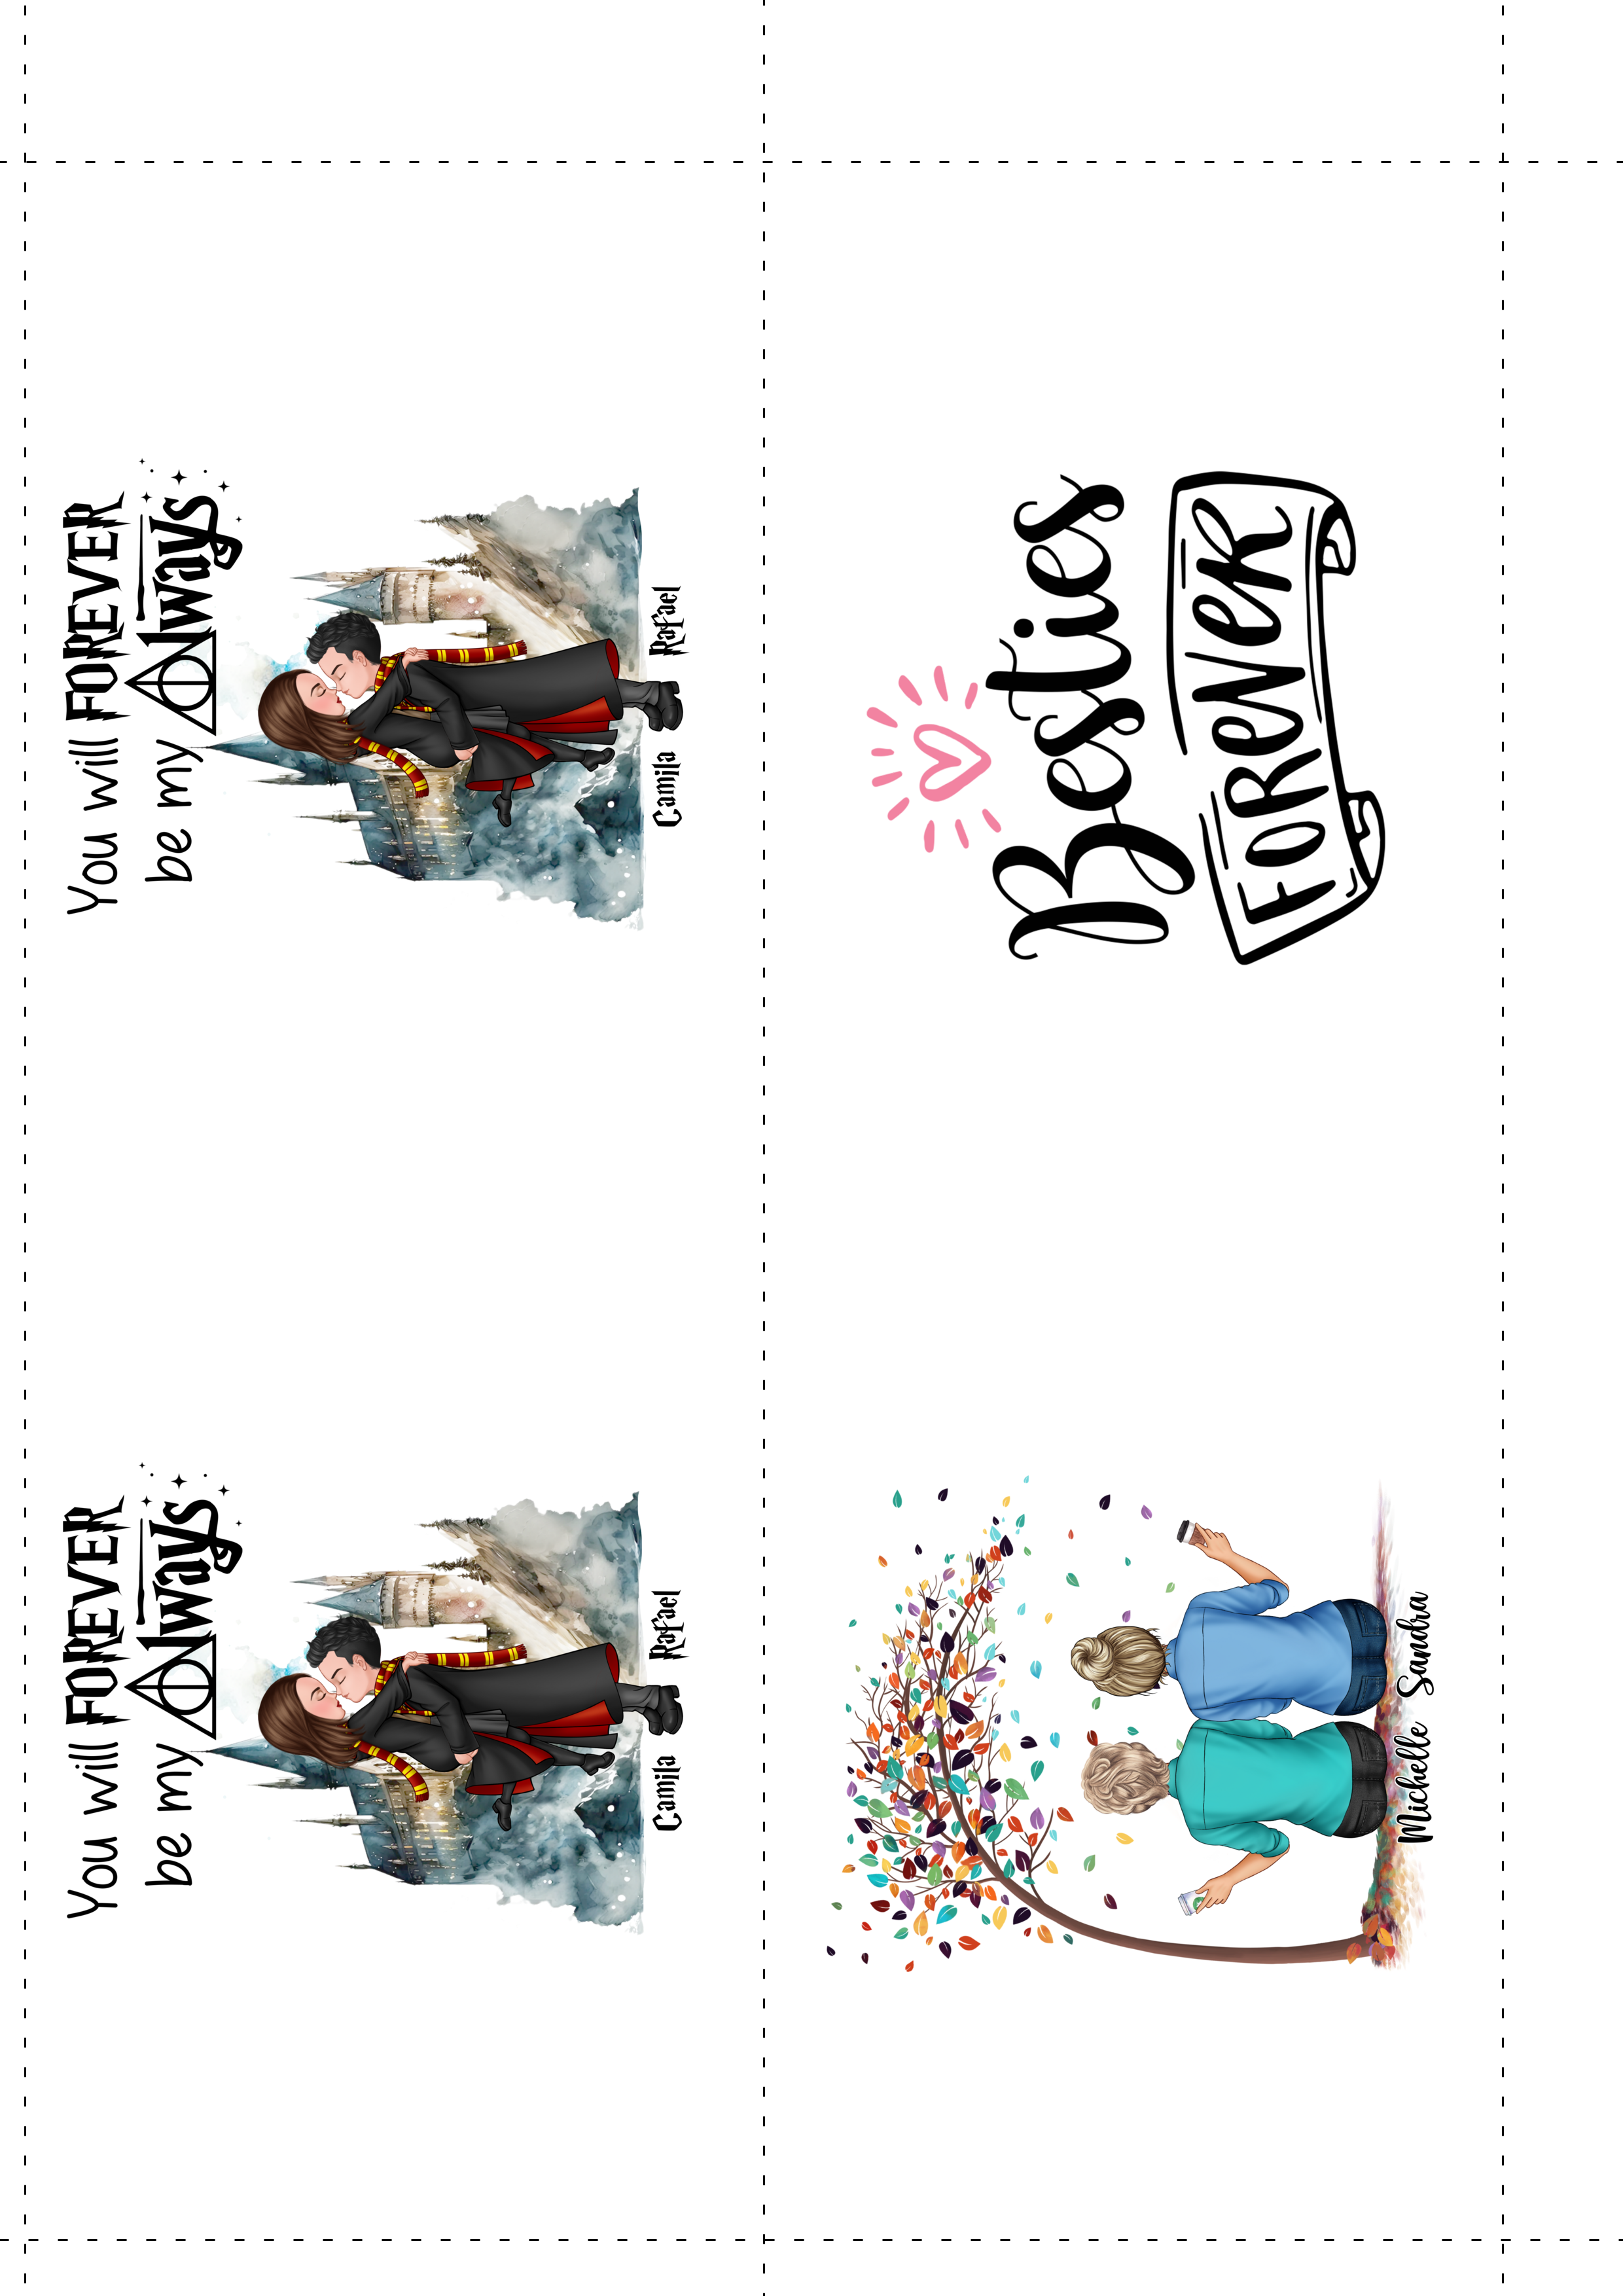 You will FOREVER
be my Always
Camila Rafael
You will FOREVER
be my Always
Camila Rafael
Besties
FOREVER
Michelle Sandra